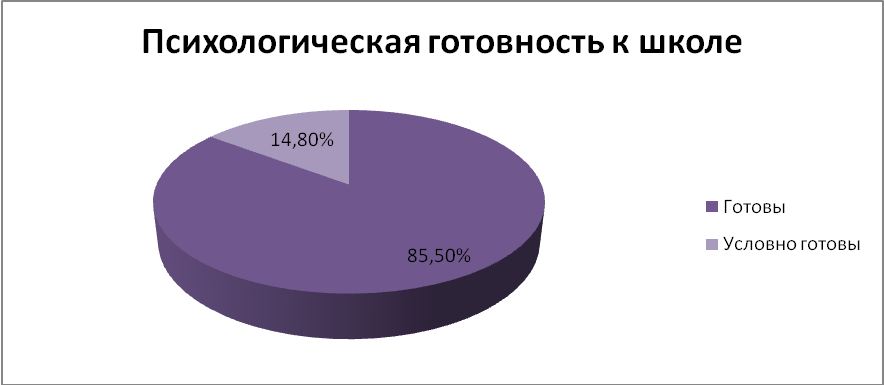 Психологическая готовность к школе
14,80%
85,50%
Готовы
Условно готовы